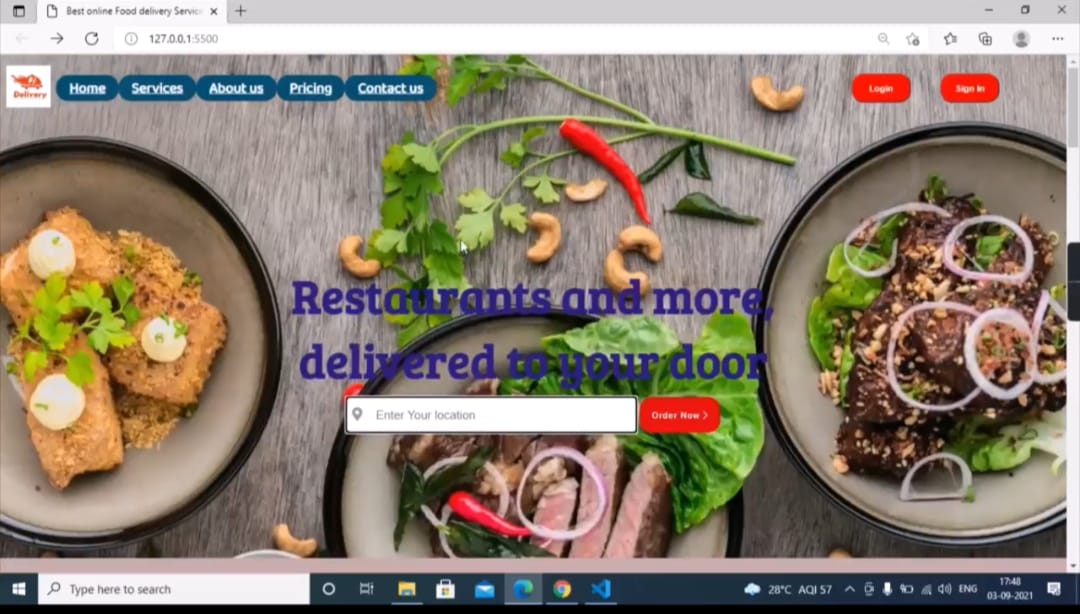 Best online Food delivery Service
127.0.0.1:5500
Delivery
Home
Services
About us
Pricing
Contact us
Login
Sign In
Restaurants and more,
delivered to your door
Enter Your location
Order Now
Type here to search
28°C AQI 57
ENG
17:48
03-09-2021